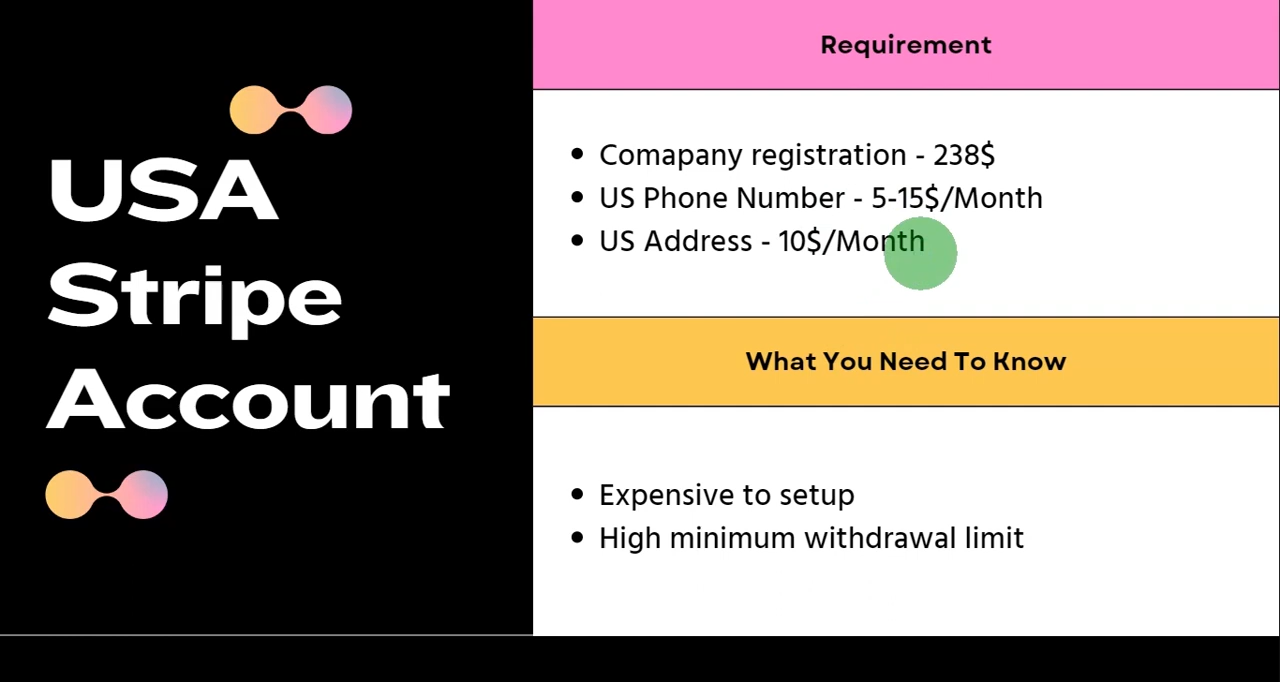 USA
Stripe
Account
Requirement
Comapany registration - 238$
US Phone Number - 5-15$/Month
US Address - 10$/Month
What You Need To Know
Expensive to setup
High minimum withdrawal limit